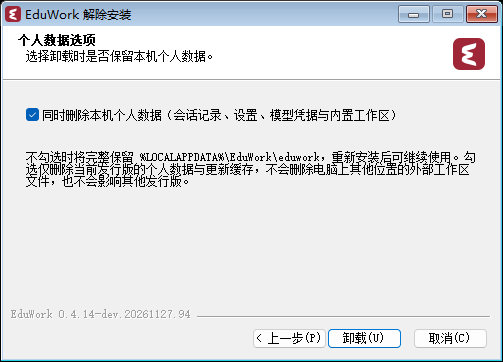 EduWork 解除安装
个人数据选项
选择卸载时是否保留本机个人数据。
同时删除本机个人数据（会话记录、设置、模型凭据与内置工作区）
不勾选时将完整保留 %LOCALAPPDATA%\EduWork\eduwork，重新安装后可继续使用。勾
选仅删除当前发行版的个人数据与更新缓存，不会删除电脑上其他位置的外部工作区
文件，也不会影响其他发行版。
EduWork 0.4.14-dev.20261127.94
< 上一步(P)
卸载(U)
取消(C)